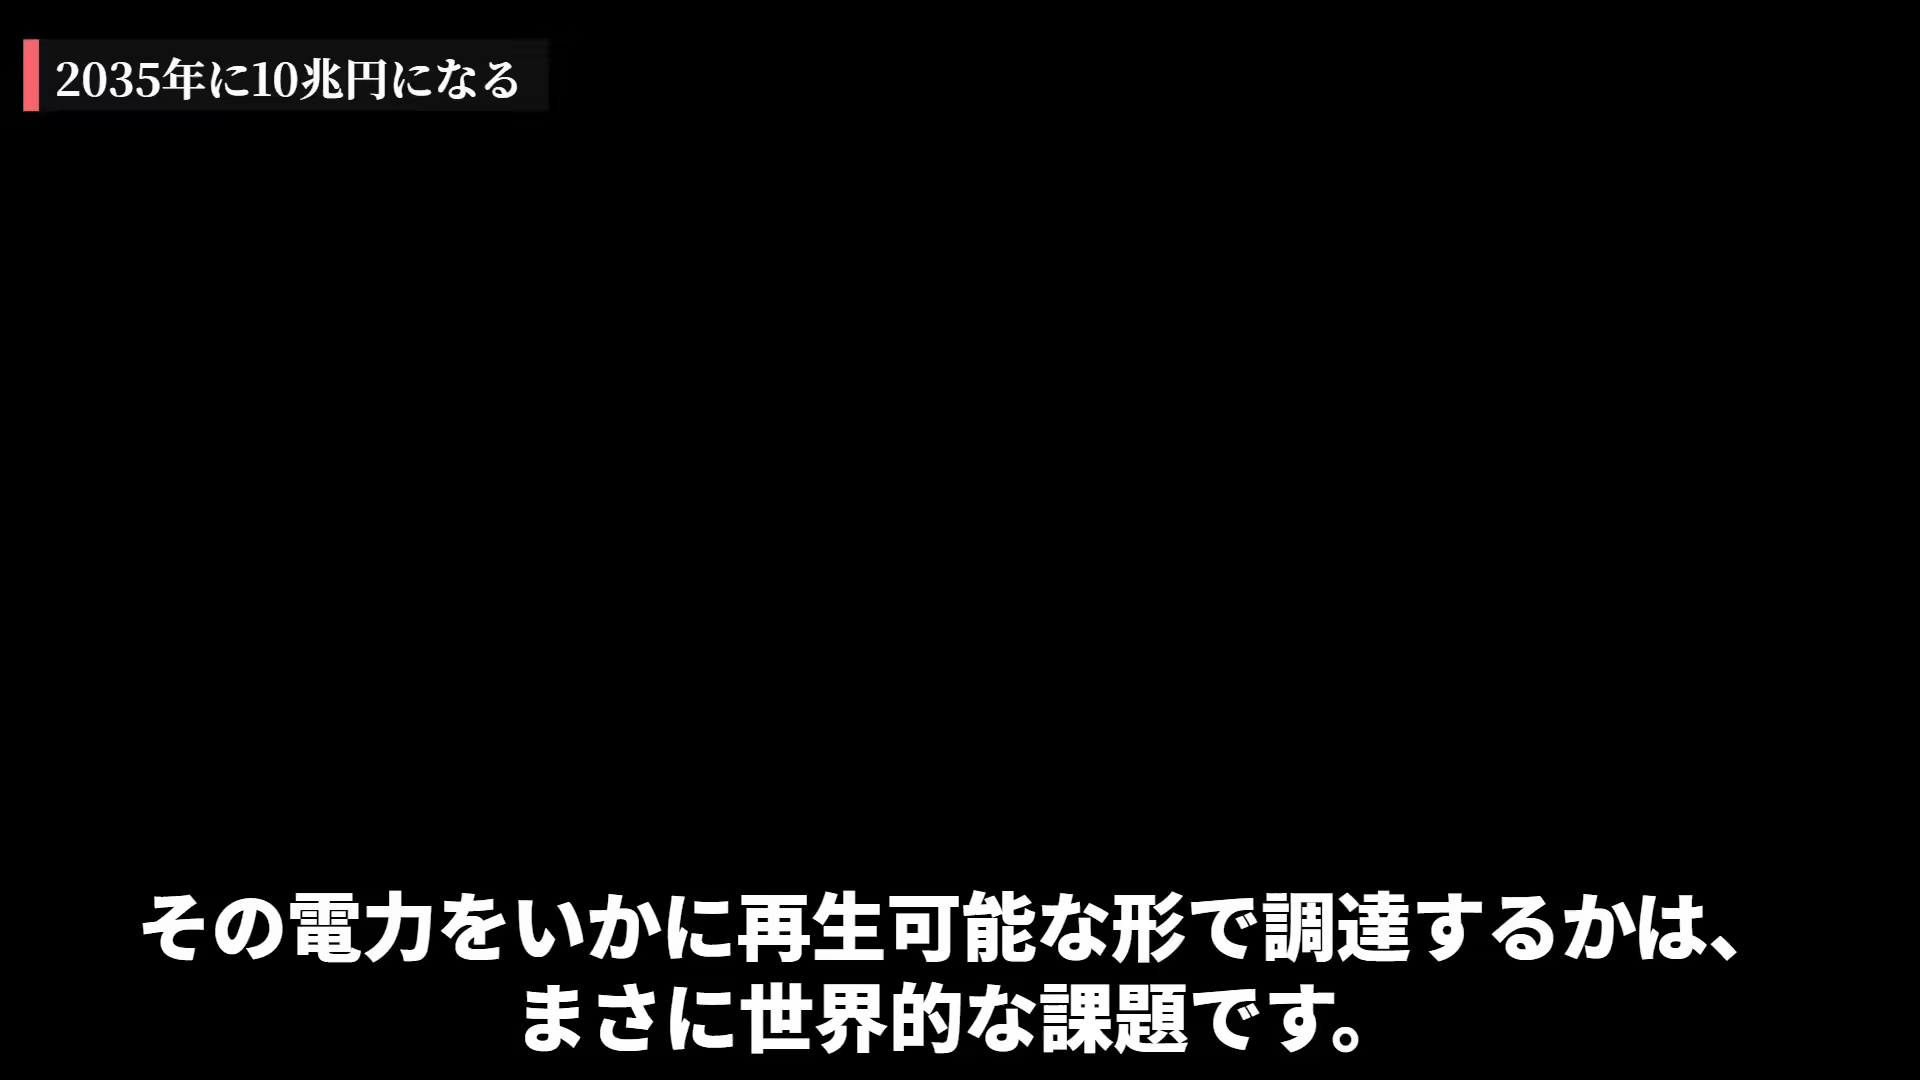 2035年に10兆円になる
その電力をいかに再生可能な形で調達するかは、
まさに世界的な課題です。